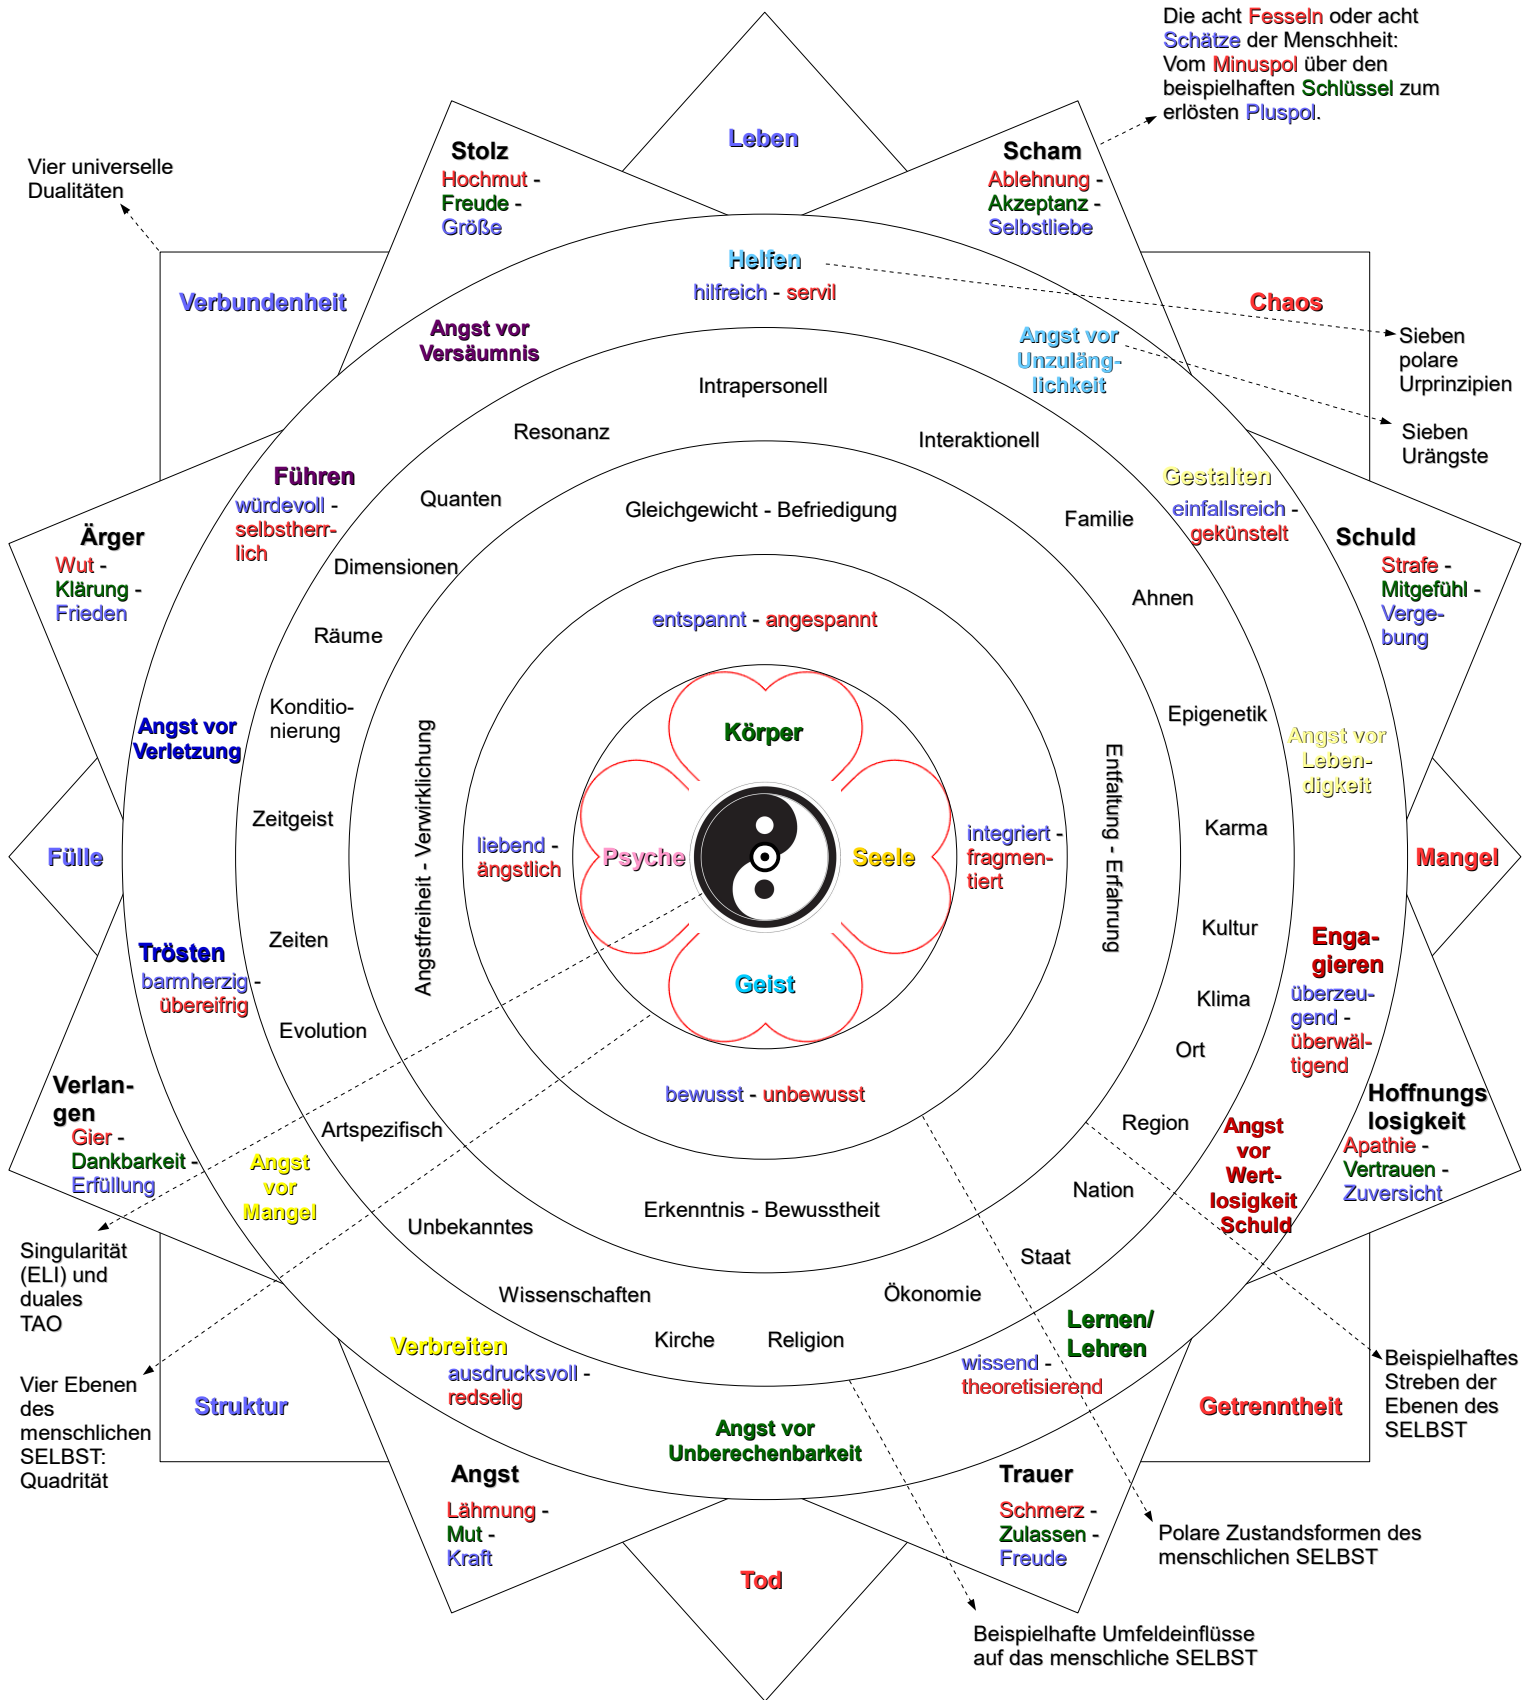 Die acht Fesseln oder acht
Schätze der Menschheit:
Vom Minuspol über den
beispielhaften Schlüssel zum
erlösten Pluspol.
Leben
Stolz
Hochmut -
Freude -
Größe
Scham
Ablehnung -
Akzeptanz -
Selbstliebe
Vier universelle
Dualitäten
Verbundenheit
Chaos
Helfen
hilfreich - servil
Angst vor
Versäumnis
Angst vor
Unzuläng-
lichkeit
Sieben
polare
Urprinzipien
Sieben
Urängste
Intrapersonell
Resonanz
Interaktionell
Führen
würdevoll -
selbstherr-
lich
Quanten
Gleichgewicht - Befriedigung
Familie
Gestalten
einfallsreich -
gekünstelt
Ärger
Wut -
Klärung -
Frieden
Schuld
Strafe -
Mitgefühl -
Verge-
bung
Dimensionen
Ahnen
Räume
entspannt - angespannt
Konditio-
nierung
Epigenetik
Angst vor
Verletzung
Angst vor
Leben-
digkeit
Körper
Angstfreiheit - Verwirklichung
Entfaltung - Erfahrung
Zeitgeist
Karma
Fülle
liebend -
ängstlich
Psyche
Seele
integriert -
fragmen-
tiert
Mangel
Trösten
barmherzig -
übereifrig
Zeiten
Kultur
Enga-
gieren
überzeu-
gend -
überwäl-
tigend
Geist
Klima
Evolution
Ort
Verlan-
gen
Gier -
Dankbarkeit -
Erfüllung
bewusst - unbewusst
Hoffnungs
losigkeit
Apathie -
Vertrauen -
Zuversicht
Artspezifisch
Region
Angst
vor
Mangel
Angst
vor
Wert-
losigkeit
Schuld
Nation
Erkenntnis - Bewusstheit
Unbekanntes
Singularität
(ELI) und
duales
TAO
Staat
Wissenschaften
Ökonomie
Kirche
Religion
Verbreiten
ausdrucksvoll -
redselig
Lernen/
Lehren
wissend -
theoretisierend
Vier Ebenen
des
menschlichen
SELBST:
Quadrität
Beispielhaftes
Streben der
Ebenen des
SELBST
Struktur
Getrenntheit
Angst vor
Unberechenbarkeit
Angst
Lähmung -
Mut -
Kraft
Trauer
Schmerz -
Zulassen -
Freude
Polare Zustandsformen des
menschlichen SELBST
Tod
Beispielhafte Umfeldeinflüsse
auf das menschliche SELBST